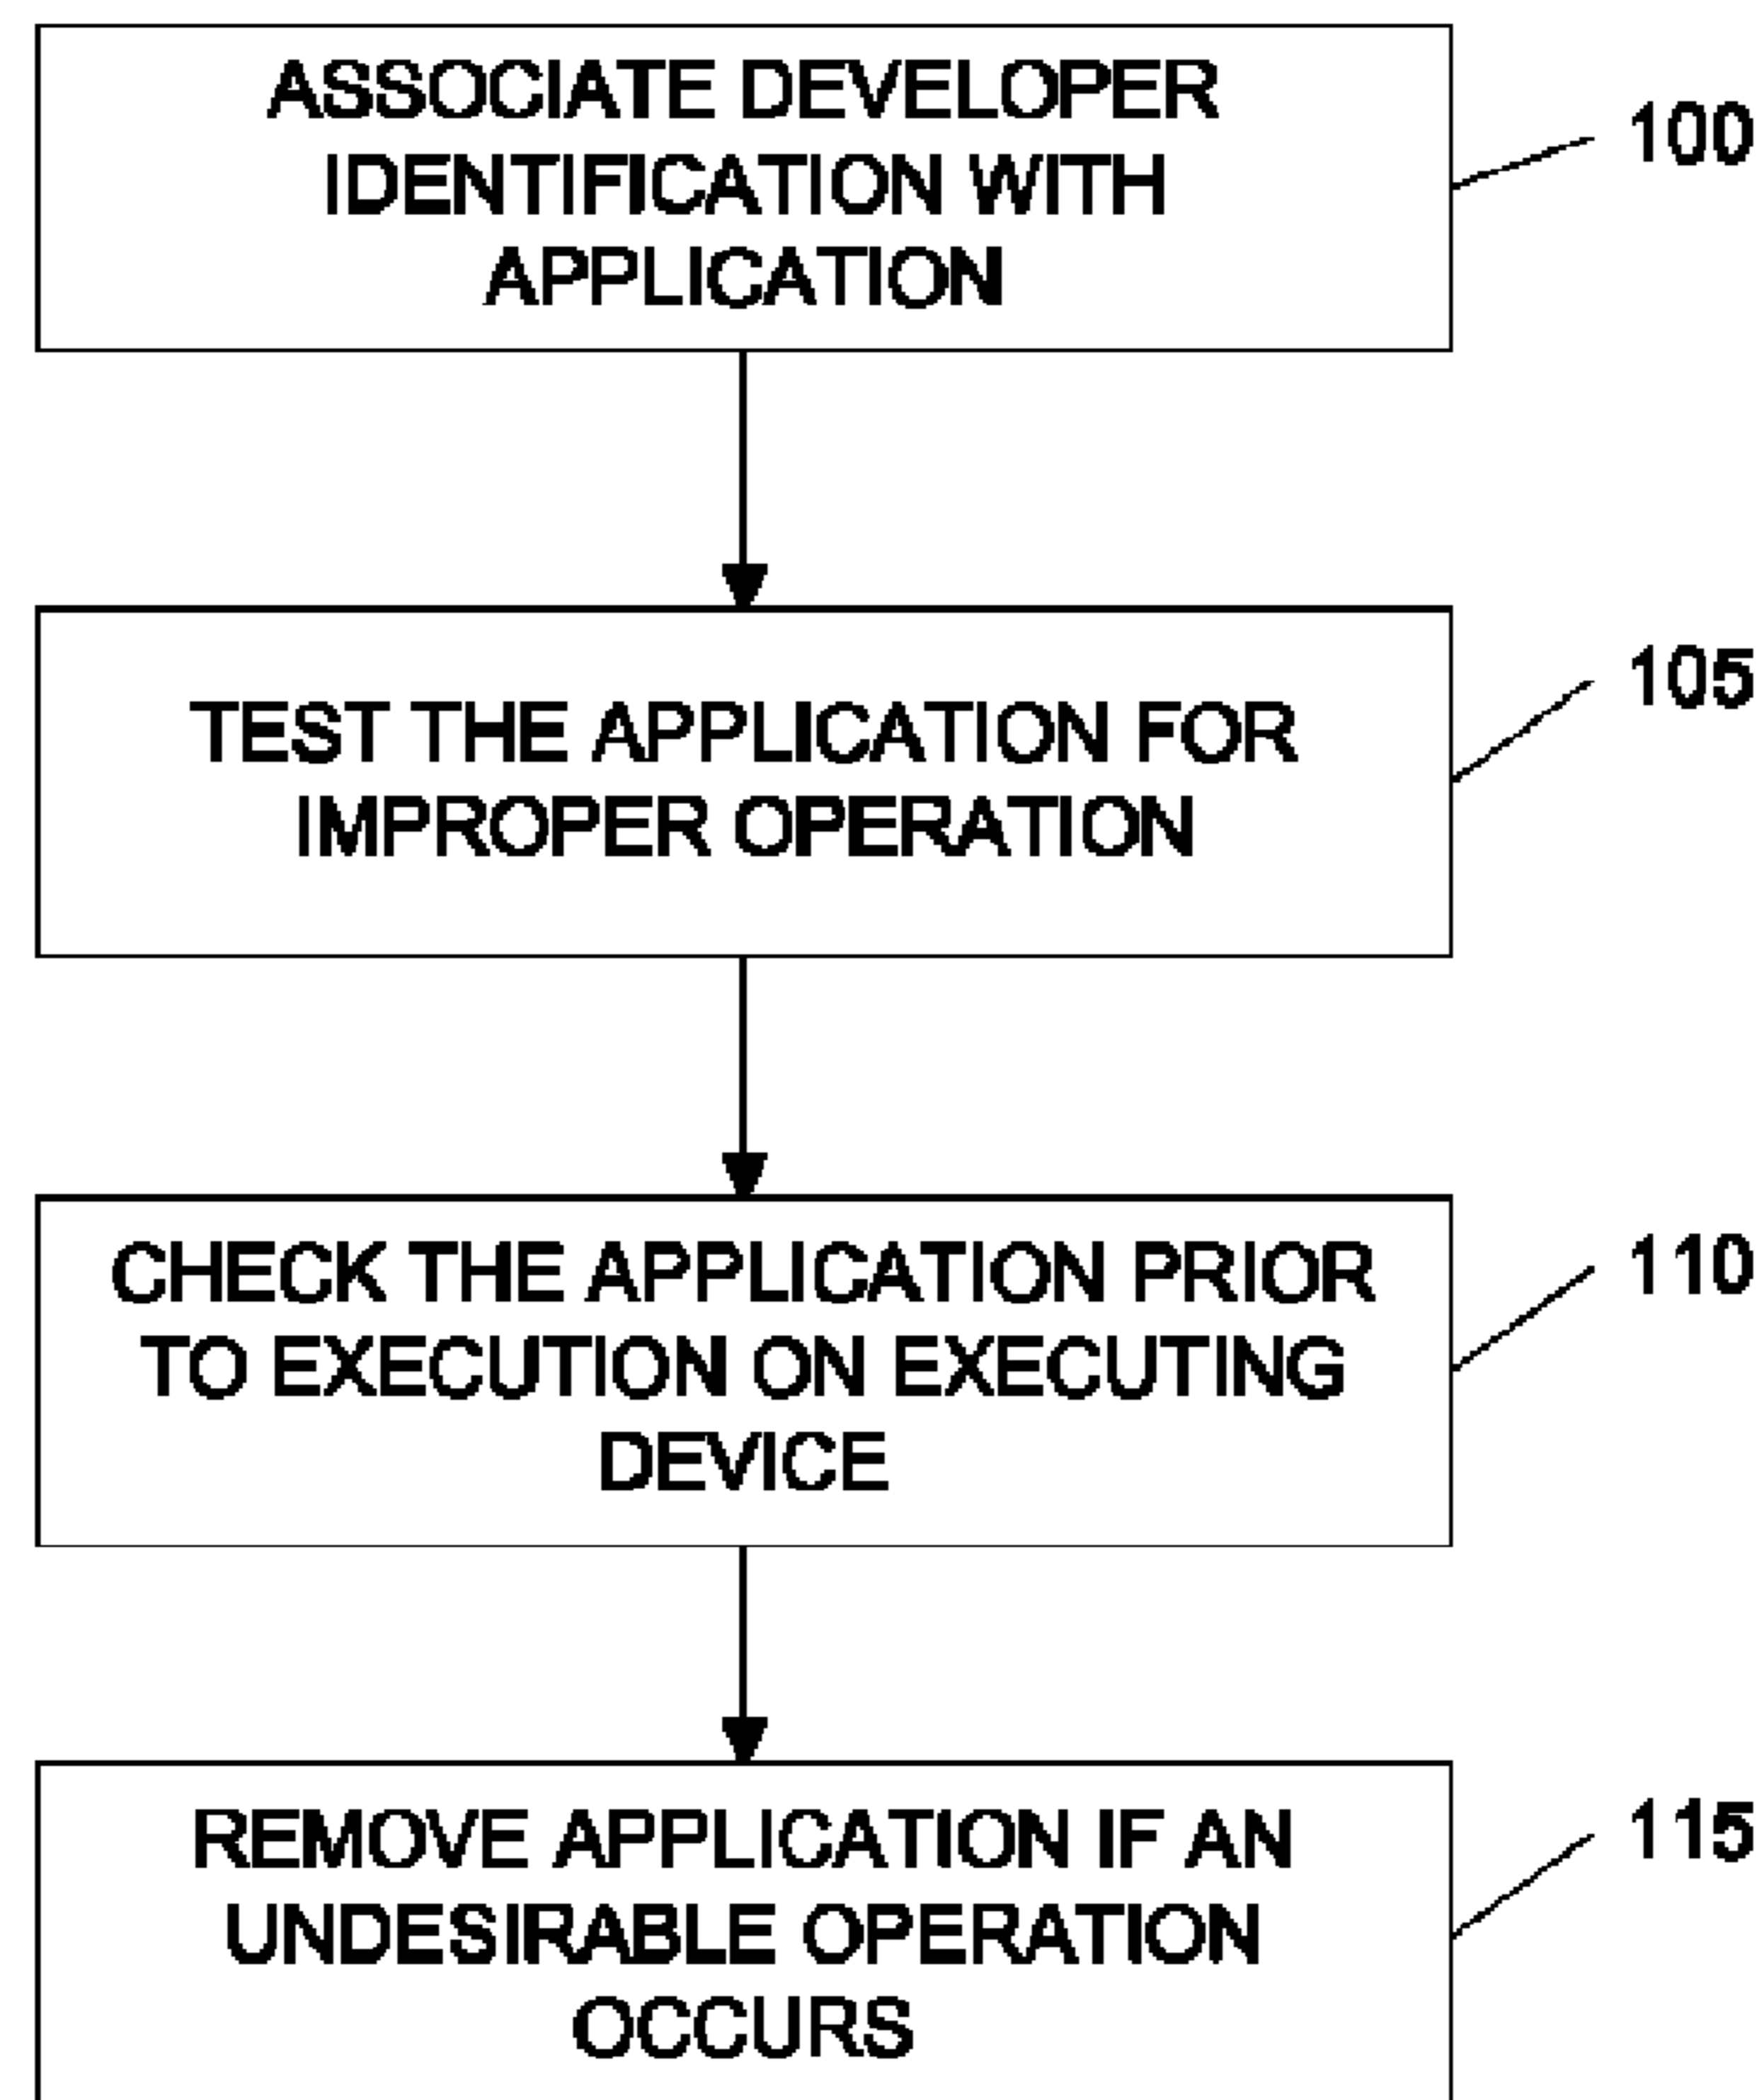 ASSOCIATE DEVELOPER
IDENTIFICATION WITH
APPLICATION
100
TEST THE APPLICATION FOR
IMPROPER OPERATION
105
CHECK THE APPLICATION PRIOR
TO EXECUTION ON EXECUTING
DEVICE
110
REMOVE APPLICATION IF AN
UNDESIRABLE OPERATION
OCCURS
115